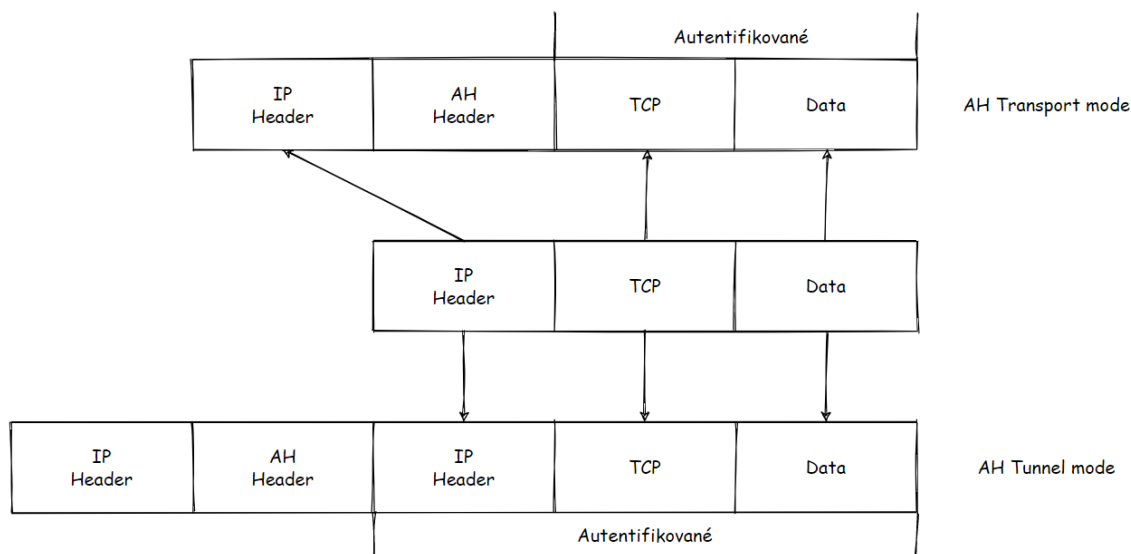 Autentifikované
IP
Header
AH
Header
TCP
Data
AH Transport mode
IP
Header
TCP
Data
IP
Header
AH
Header
IP
Header
TCP
Data
AH Tunnel mode
Autentifikované